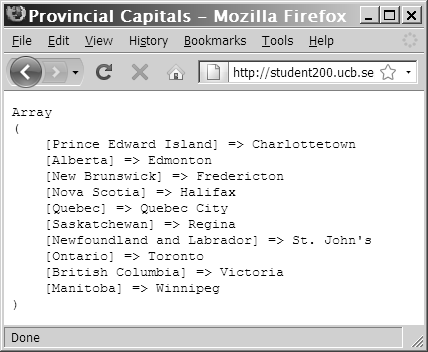 Provincial Capitals - Mozilla Firefox
File Edit View History Bookmarks Tools Help
http://student200.ucb.se
Array
(
[Prince Edward Island] => Charlottetown
[Alberta] => Edmonton
[New Brunswick] => Fredericton
[Nova Scotia] => Halifax
[Quebec] => Quebec City
[Saskatchewan] => Regina
[Newfoundland and Labrador] => St. John's
[Ontario] => Toronto
[British Columbia] => Victoria
[Manitoba] => Winnipeg
)
Done